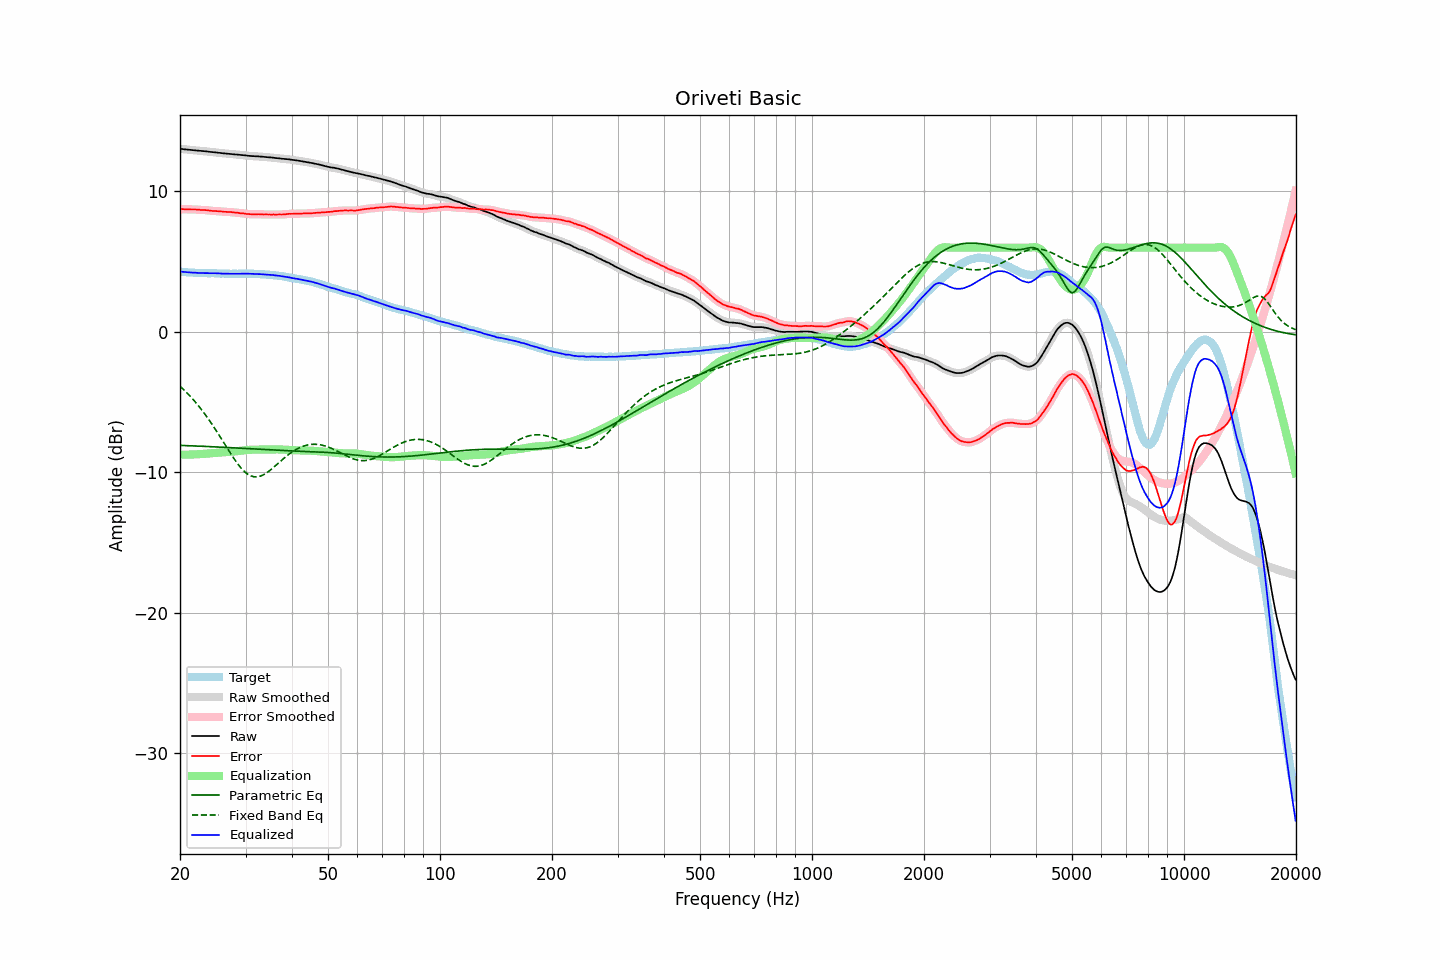 Oriveti Basic
Amplitude (dBr)
10
0
−10
−20
−30
Target
Raw Smoothed
Error Smoothed
Raw
Error
Equalization
Parametric Eq
Fixed Band Eq
Equalized
20 50 100 200 500 1000 2000 5000 10000 20000
Frequency (Hz)